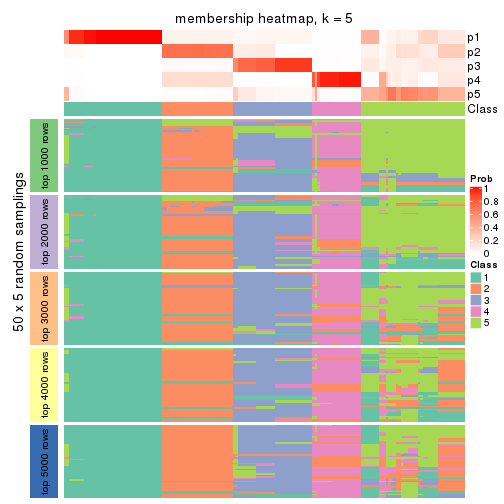 membership heatmap, k = 5
p1
p2
p3
p4
p5
Class
50 x 5 random samplings
top 1000 rows
top 2000 rows
top 3000 rows
top 4000 rows
top 5000 rows
Prob
1
0.8
0.6
0.4
0.2
0
Class
1
2
3
4
5